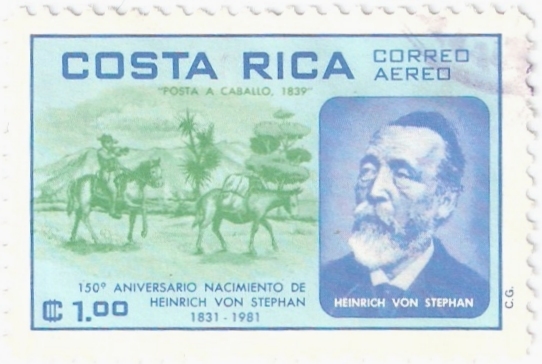 COSTA RICA
CORREO
AEREO
"POSTA A CABALLO, 1839"
150º ANIVERSARIO NACIMIENTO DE
HEINRICH VON STEPHAN
1831 - 1981
₡ 1.00
HEINRICH VON STEPHAN
C.G.